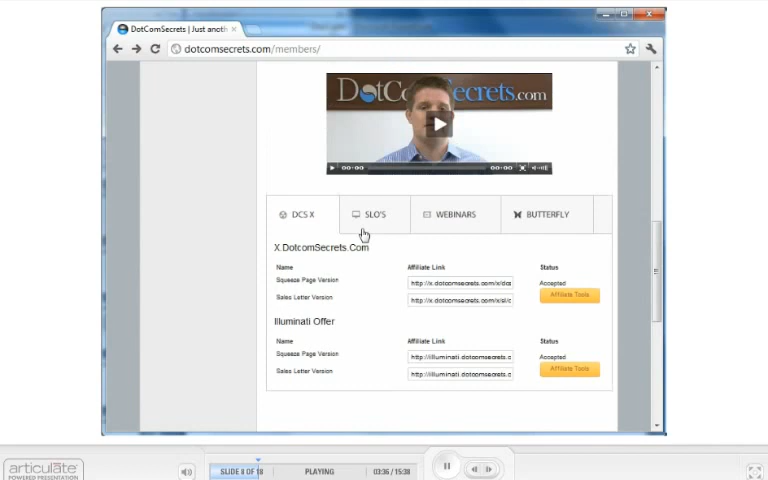 DotComSecrets | Just anoth ×
dotcomsecrets.com/members/
DotComSecrets.com
00:00 00:00
DCS X SLO'S WEBINARS BUTTERFLY
X.DotcomSecrets.Com
Name Affiliate Link Status
Squeeze Page Version http://x.dotcomsecrets.com/x/dcs Accepted
Sales Letter Version http://x.dotcomsecrets.com/x/sl/c Affiliate Tools
Illuminati Offer
Name Affiliate Link Status
Squeeze Page Version http://illuminati.dotcomsecrets.c Accepted
Sales Letter Version http://illuminati.dotcomsecrets.c Affiliate Tools
articulate
POWERED PRESENTATION
SLIDE 8 OF 18 PLAYING 03:36 / 15:38